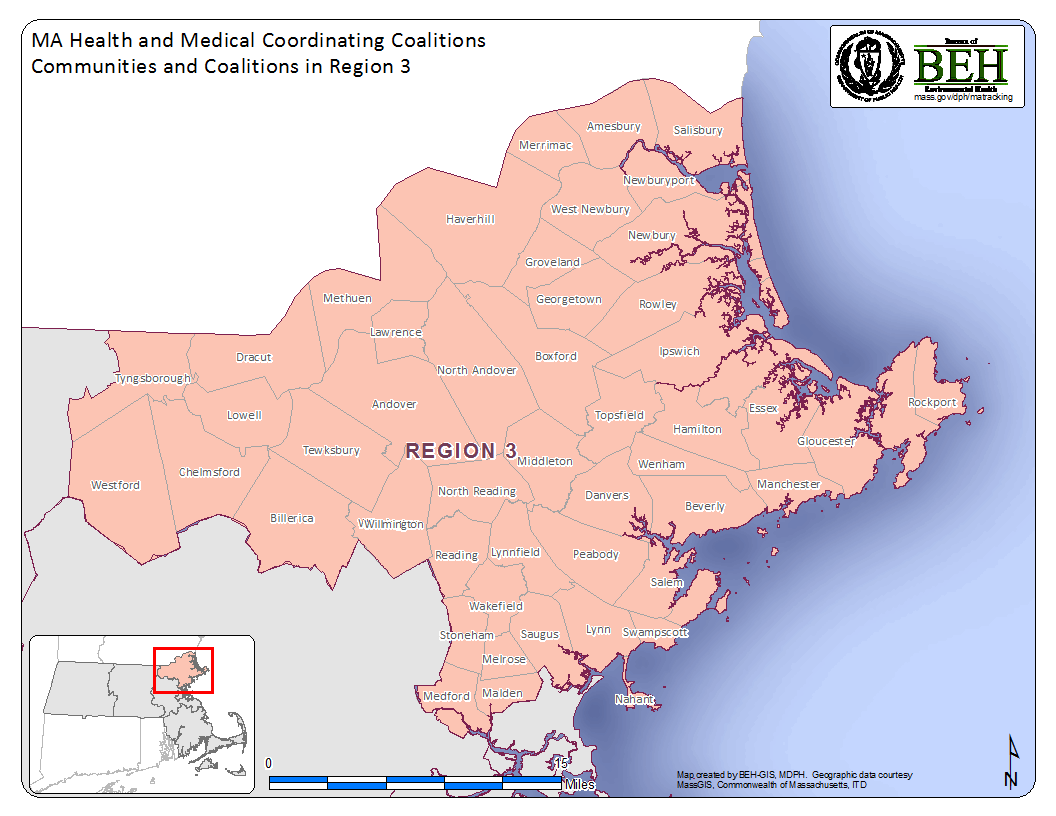 MA Health and Medical Coordinating Coalitions
Communities and Coalitions in Region 3
Bureau of
BEH
Environmental Health
mass.gov/dph/matracking
Amesbury
Salisbury
Merrimac
Newburyport
West Newbury
Haverhill
Newbury
Groveland
Methuen
Georgetown
Rowley
Lawrence
Dracut
Boxford
Ipswich
North Andover
Tyngsborough
Andover
Rockport
Essex
Lowell
Topsfield
Hamilton
Gloucester
Tewksbury
REGION 3
Middleton
Wenham
Chelmsford
Westford
Manchester
North Reading
Danvers
Beverly
Billerica
WWilmington
Reading
Lynnfield
Peabody
Salem
Wakefield
Stoneham
Saugus
Lynn
Swampscott
Melrose
Medford
Malden
Nahant
0
15
Miles
Map created by BEH-GIS, MDPH. Geographic data courtesy
MassGIS, Commonwealth of Massachusetts, ITD
N